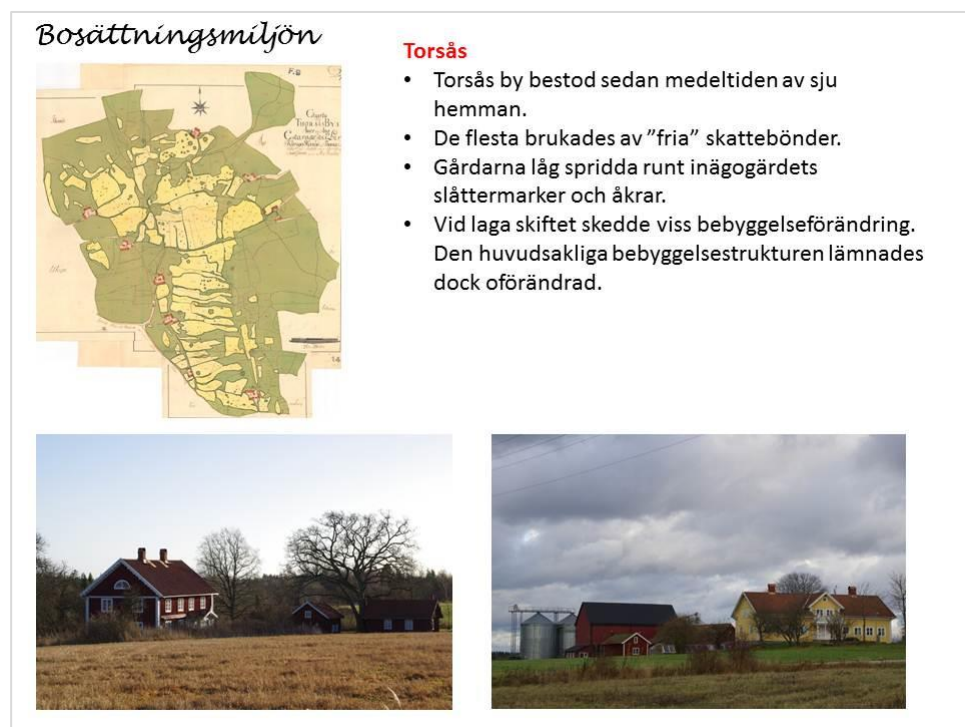 Bosättningsmiljön
Torsås
• Torsås by bestod sedan medeltiden av sju
hemman.
• De flesta brukades av ”fria” skattebönder.
• Gårdarna låg spridda runt inägogärdets
slåttermarker och åkrar.
• Vid laga skiftet skedde viss bebyggelseförändring.
Den huvudsakliga bebyggelsestrukturen lämnades
dock oförändrad.